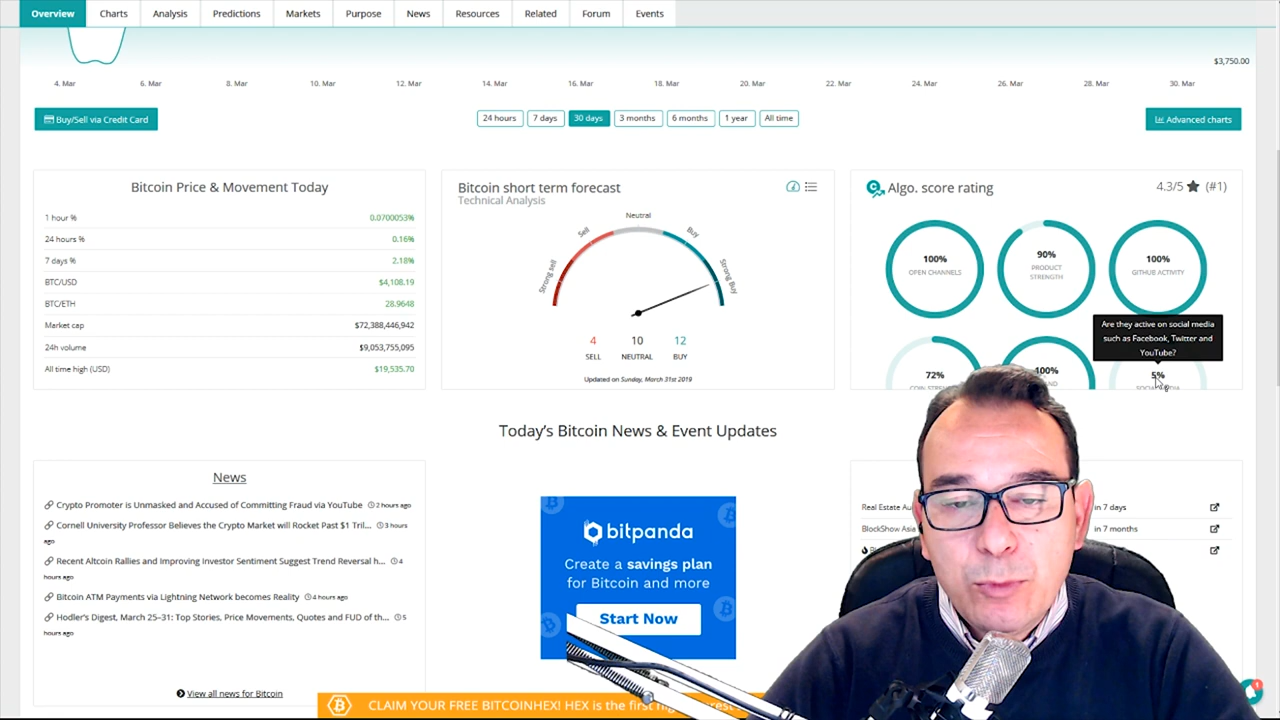 Overview Charts Analysis Predictions Markets Purpose News Resources Related Forum Events
$3,750.00
4. Mar 6. Mar 8. Mar 10. Mar 12. Mar 14. Mar 16. Mar 18. Mar 20. Mar 22. Mar 24. Mar 26. Mar 28. Mar 30. Mar
Buy/Sell via Credit Card
24 hours 7 days 30 days 3 months 6 months 1 year All time
Advanced charts
Bitcoin Price & Movement Today
1 hour % 0.0700053%
24 hours % 0.16%
7 days % 2.18%
BTC/USD $4,108.19
BTC/ETH 28.9648
Market cap $72,388,446,942
24h volume $9,053,755,095
All time high (USD) $19,535.70
Bitcoin short term forecast
Technical Analysis
Neutral
Sell Buy
Strong sell Strong Buy
4 10 12
SELL NEUTRAL BUY
Updated on Sunday, March 31st 2019
Algo. score rating 4.3/5 (#1)
100% OPEN CHANNELS
90% PRODUCT STRENGTH
100% GITHUB ACTIVITY
Are they active on social media
such as Facebook, Twitter and
YouTube?
72% 100% 5%
COIN STRENGTH
Today's Bitcoin News & Event Updates
News
Crypto Promoter is Unmasked and Accused of Committing Fraud via YouTube 2 hours ago
Cornell University Professor Believes the Crypto Market will Rocket Past $1 Tril... 3 hours
ago
Recent Altcoin Rallies and Improving Investor Sentiment Suggest Trend Reversal h... 4
hours ago
Bitcoin ATM Payments via Lightning Network becomes Reality 4 hours ago
Hodler's Digest, March 25–31: Top Stories, Price Movements, Quotes and FUD of th... 5
hours ago
View all news for Bitcoin
bitpanda
Create a savings plan
for Bitcoin and more
Start Now
Real Estate in 7 days
BlockShow Asia in 7 months
CLAIM YOUR FREE BITCOINHEX! HEX is the first
1